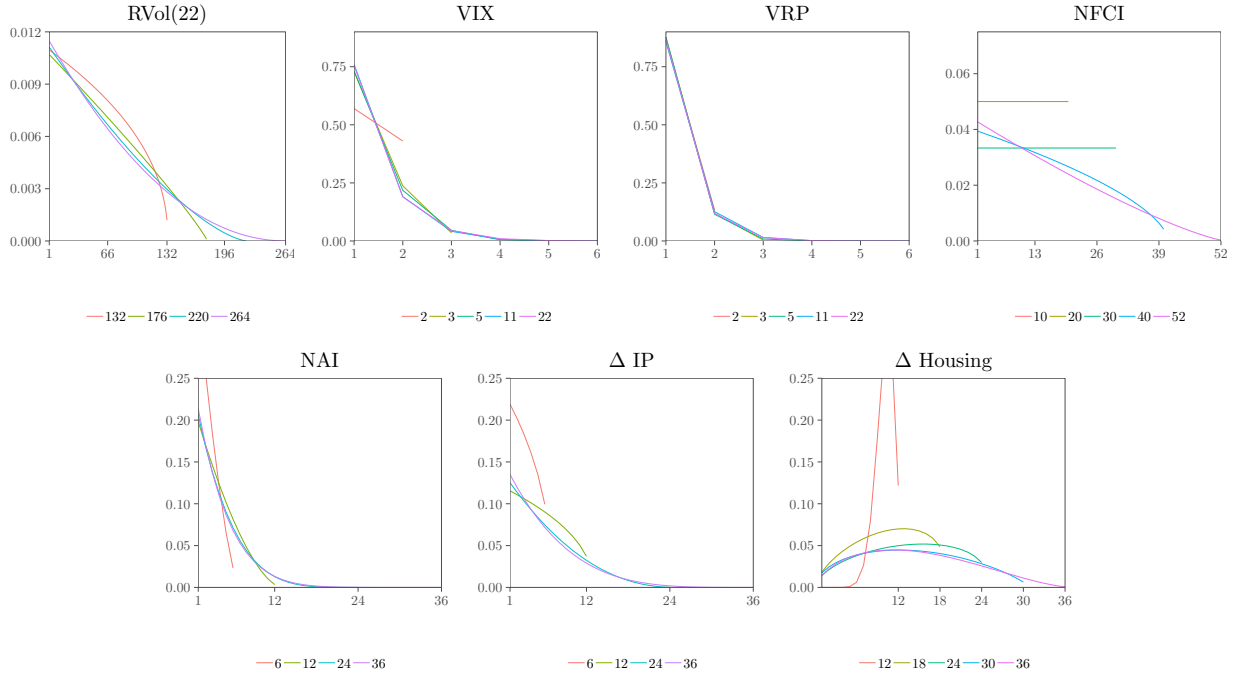 RVol(22) VIX VRP NFCI
0.012 0.009 0.006 0.003 0.000
1 66 132 196 264
0.75 0.50 0.25 0.00
1 2 3 4 5 6
0.75 0.50 0.25 0.00
1 2 3 4 5 6
0.06 0.04 0.02 0.00
1 13 26 39 52
132 176 220 264
2 3 5 11 22
2 3 5 11 22
10 20 30 40 52
NAI Δ IP Δ Housing
0.25 0.20 0.15 0.10 0.05 0.00
1 12 24 36
0.25 0.20 0.15 0.10 0.05 0.00
1 12 24 36
0.25 0.20 0.15 0.10 0.05 0.00
12 18 24 30 36
6 12 24 36
6 12 24 36
12 18 24 30 36